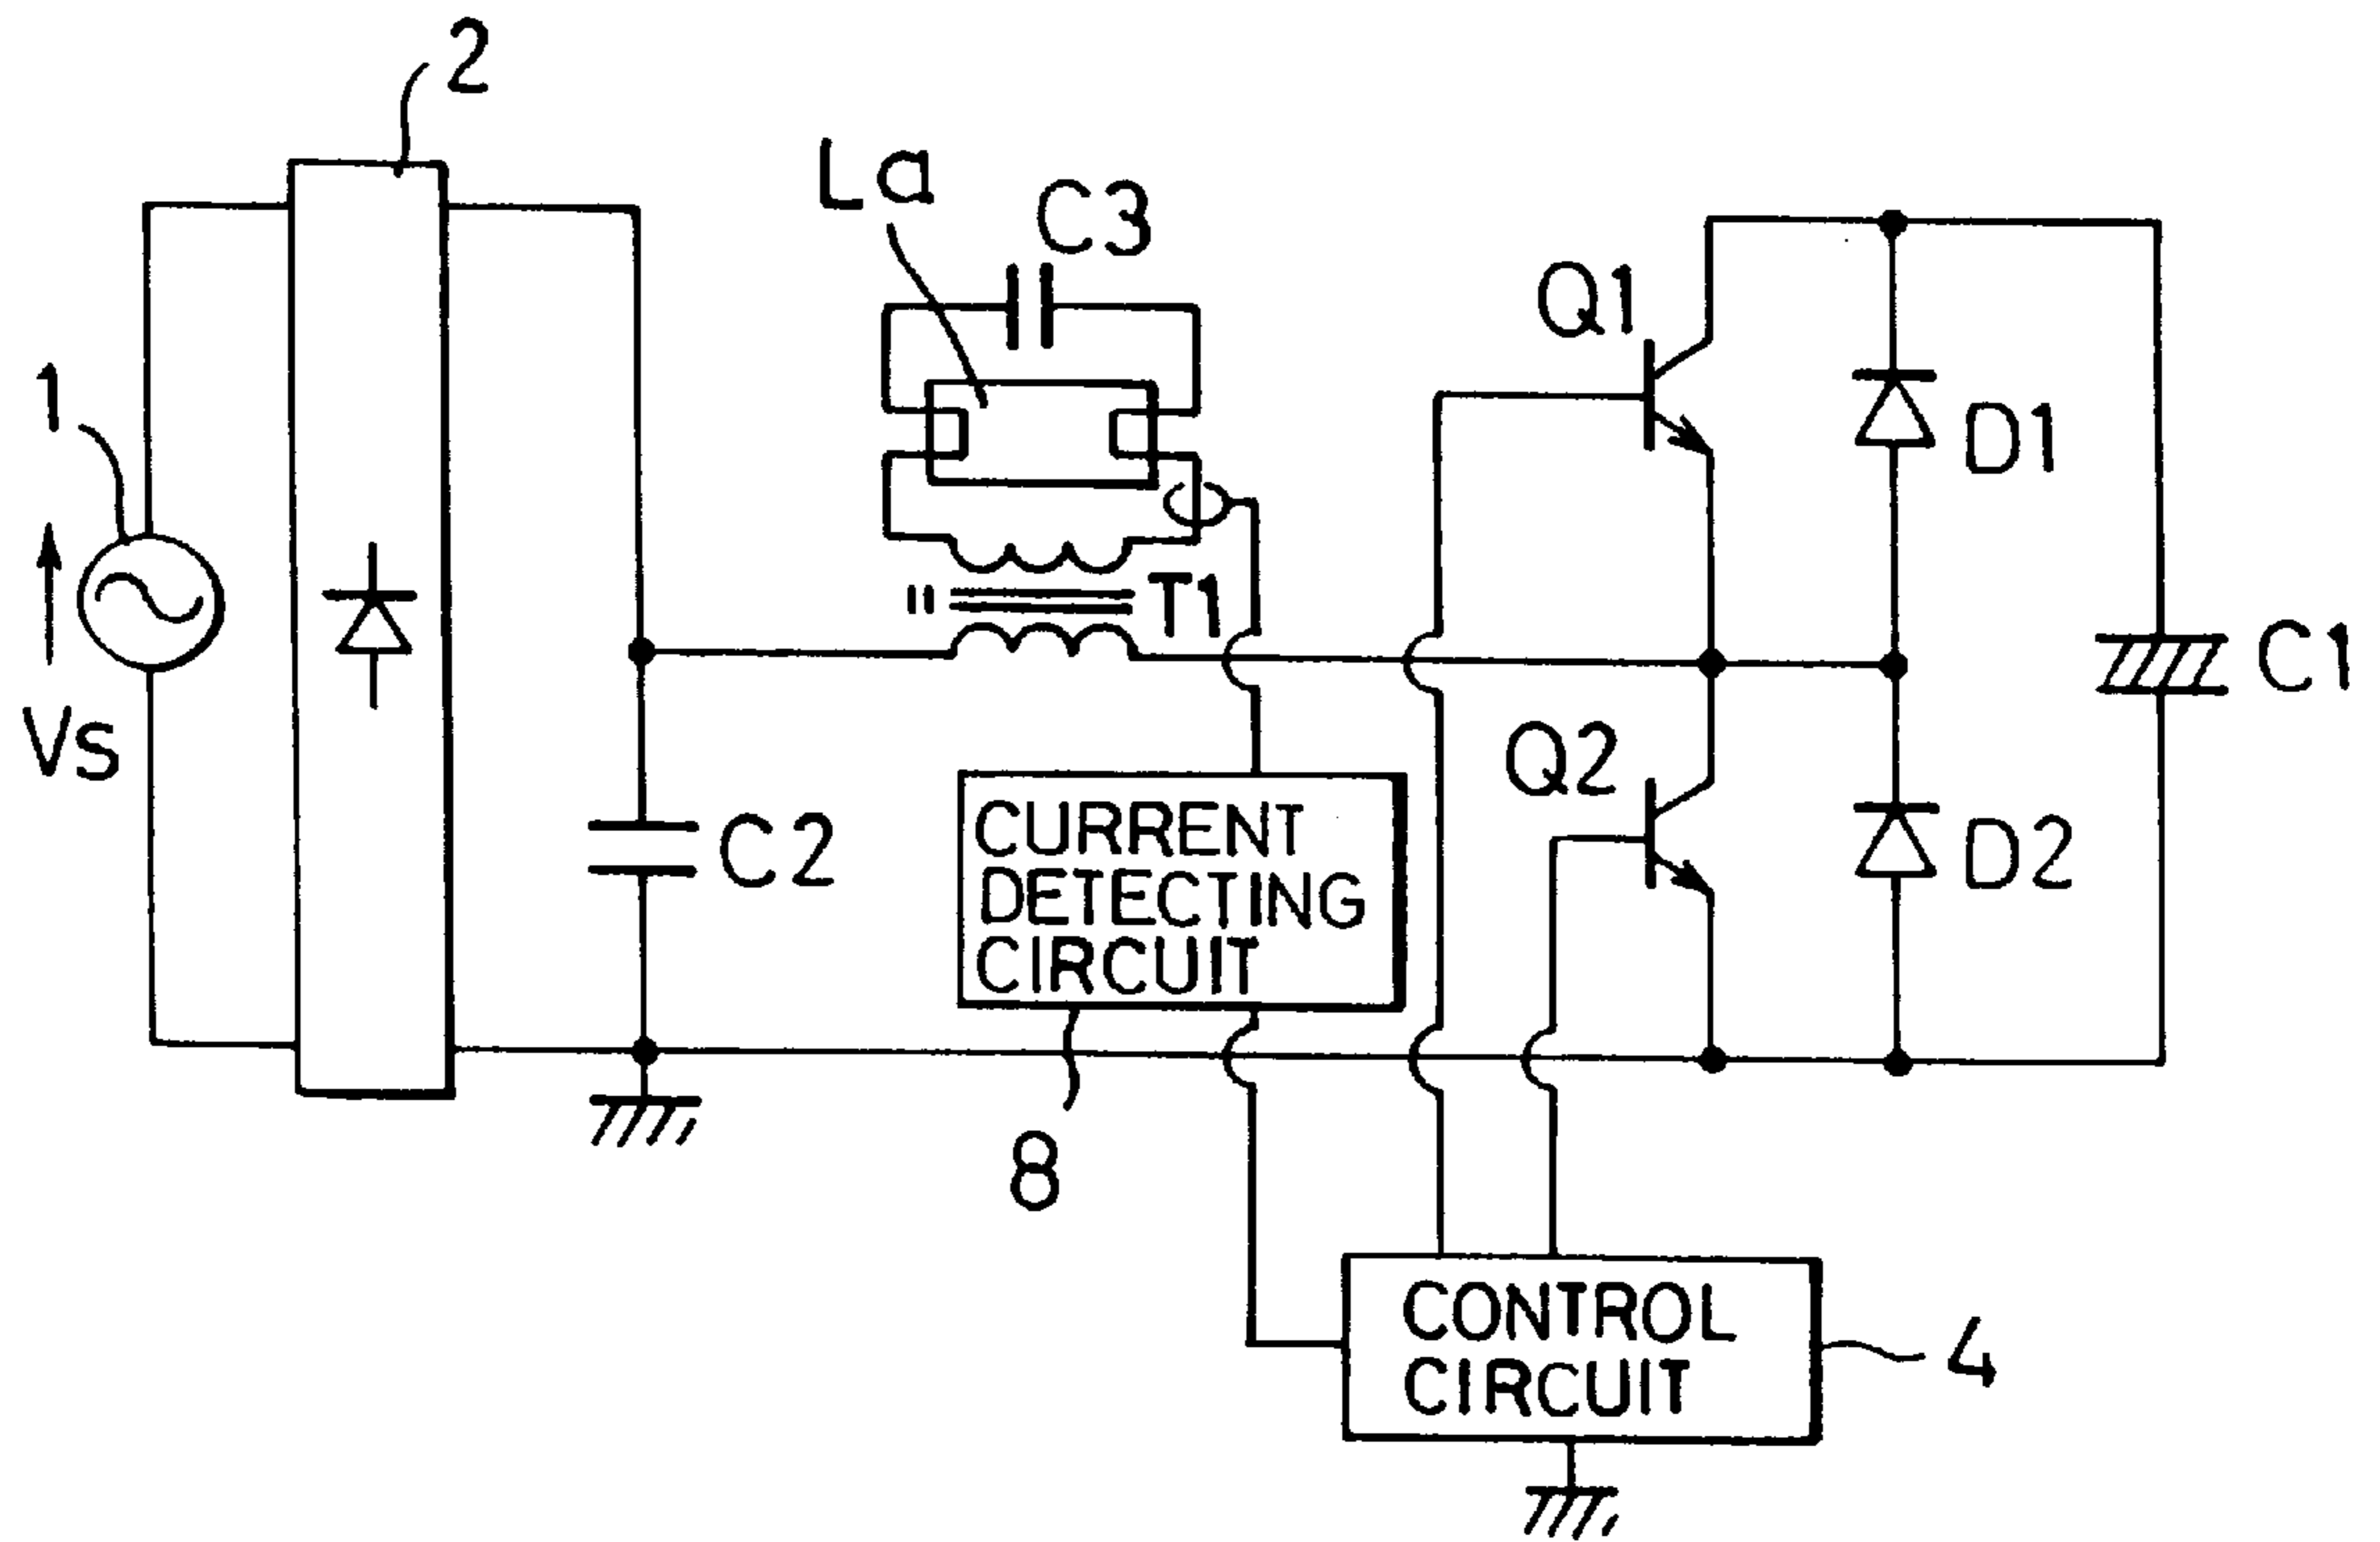 2
La
C3
Q1
1
D1
T1
C1
Vs
Q2
C2
CURRENT
DETECTING
CIRCUIT
D2
8
CONTROL
CIRCUIT
4